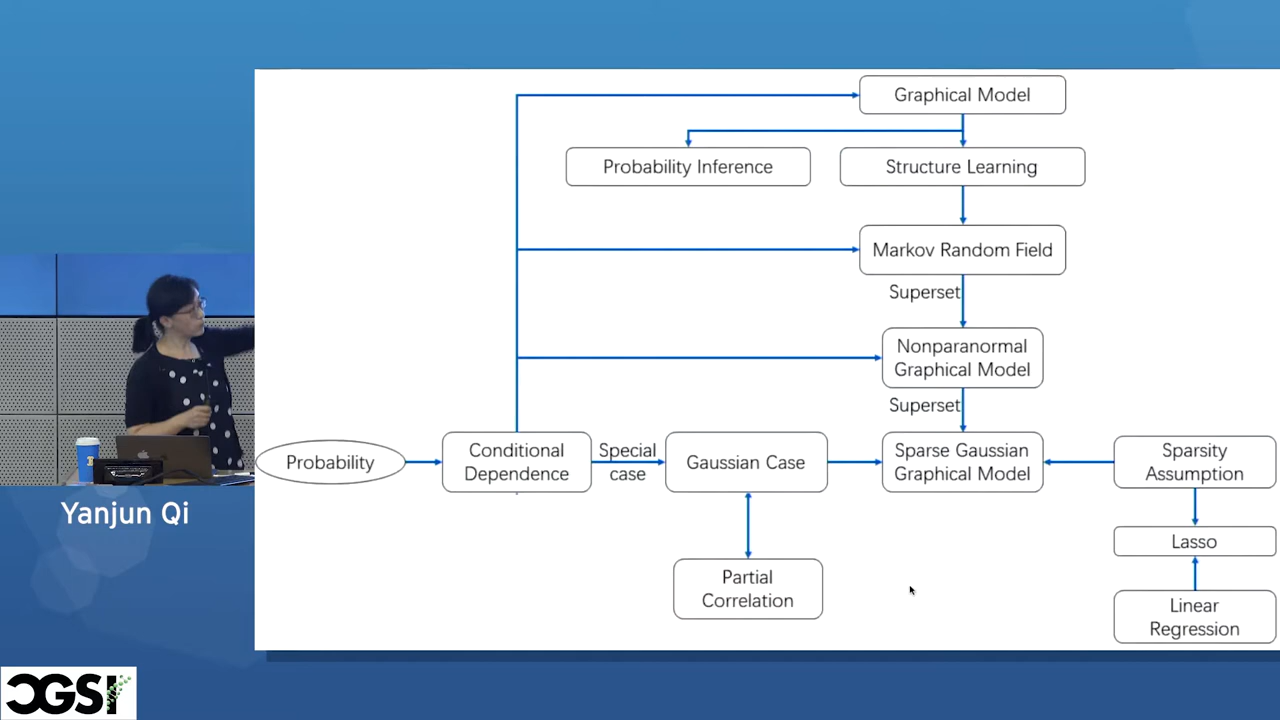 Graphical Model
Probability Inference
Structure Learning
Markov Random Field
Superset
Nonparanormal
Graphical Model
Superset
Probability
Conditional
Dependence
Special
case
Gaussian Case
Sparse Gaussian
Graphical Model
Sparsity
Assumption
Lasso
Partial
Correlation
Linear
Regression
Yanjun Qi
CGSI